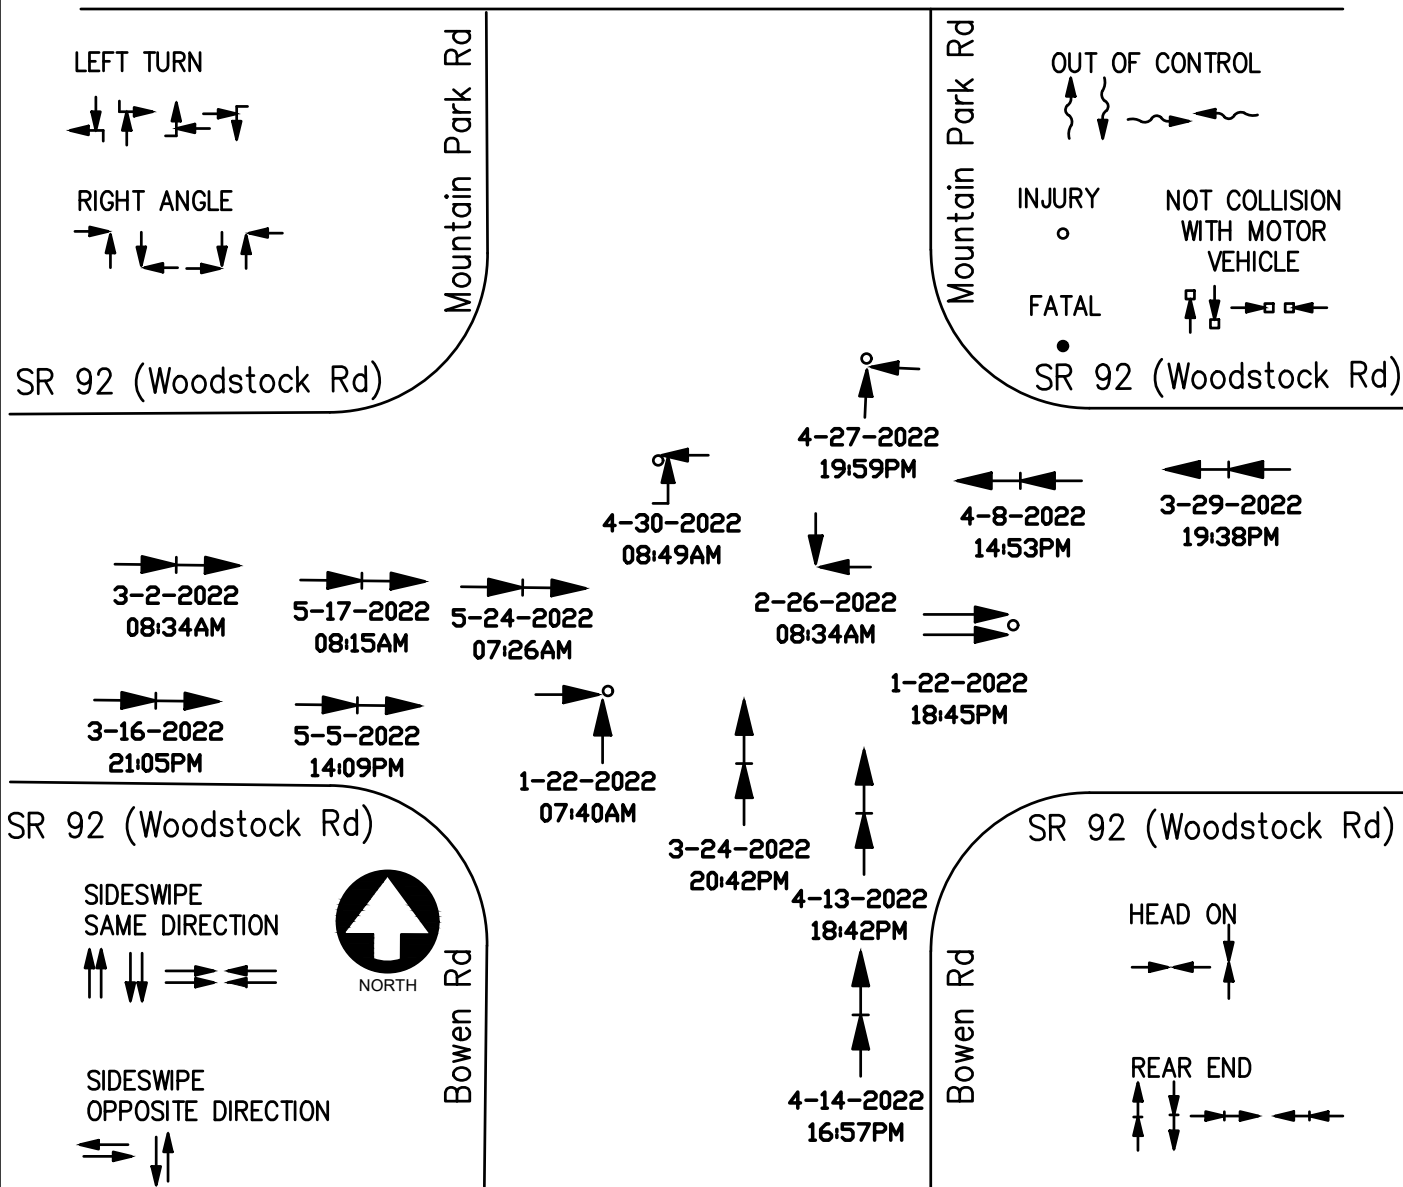 LEFT TURN
RIGHT ANGLE
Mountain Park Rd
SR 92 (Woodstock Rd)
Mountain Park Rd
OUT OF CONTROL
INJURY
NOT COLLISION
WITH MOTOR
VEHICLE
FATAL
SR 92 (Woodstock Rd)
4-27-2022
19:59PM
4-30-2022
08:49AM
4-8-2022
14:53PM
3-29-2022
19:38PM
3-2-2022
08:34AM
5-17-2022
08:15AM
5-24-2022
07:26AM
2-26-2022
08:34AM
1-22-2022
18:45PM
3-16-2022
21:05PM
5-5-2022
14:09PM
1-22-2022
07:40AM
3-24-2022
20:42PM
4-13-2022
18:42PM
4-14-2022
16:57PM
SR 92 (Woodstock Rd)
SIDESWIPE
SAME DIRECTION
NORTH
Bowen Rd
SIDESWIPE
OPPOSITE DIRECTION
SR 92 (Woodstock Rd)
Bowen Rd
HEAD ON
REAR END